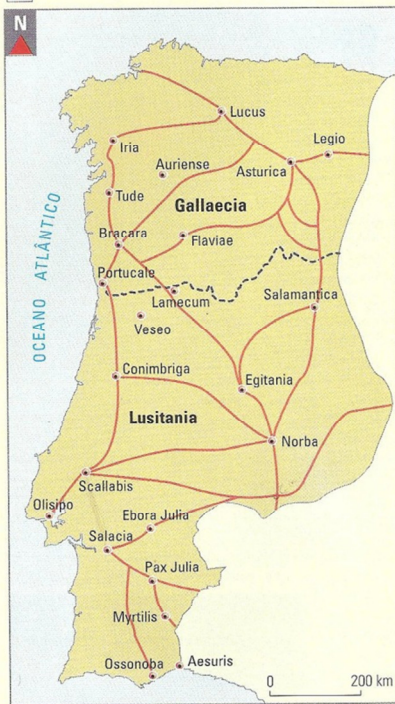 N
Lucus
Legio
Iria
Auriense
Asturica
Tude
Gallaecia
OCEANO ATLÂNTICO
Bracara
Flaviae
Portucale
Lamecum
Salamantica
Veseo
Conimbriga
Egitania
Lusitania
Norba
Scallabis
Olisipo
Ebora Julia
Salacia
Pax Julia
Myrtilis
Ossonoba
Aesuris
0
200 km